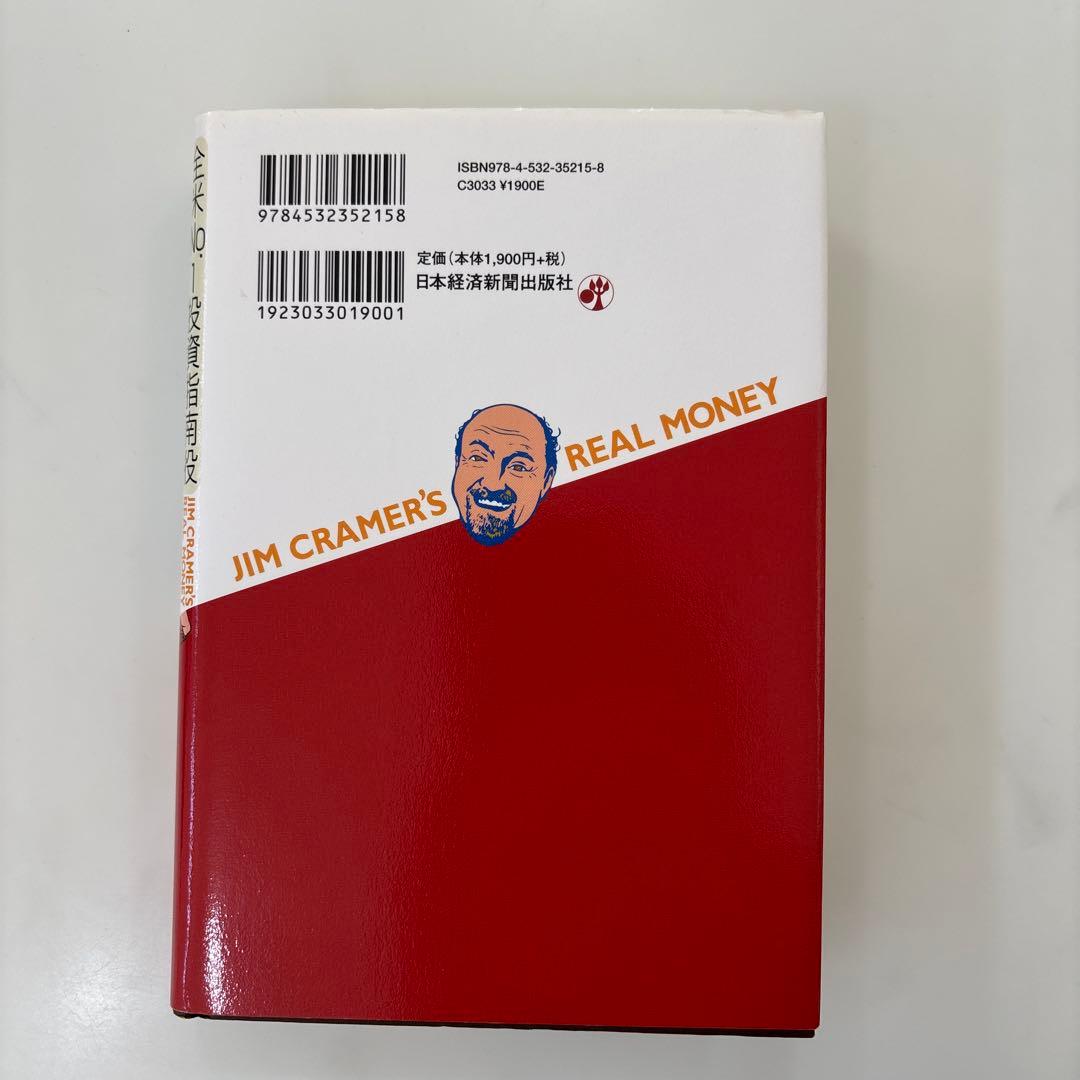 ISBN978-4-532-35215-8
C3033 ¥1900E
9784532352158
定価(本体1,900円+税)
日本経済新聞出版社
1923033019001
JIM CRAMER'S REAL MONEY
全米No.1投資指南役
JIM CRAMER'S
REAL MONEY